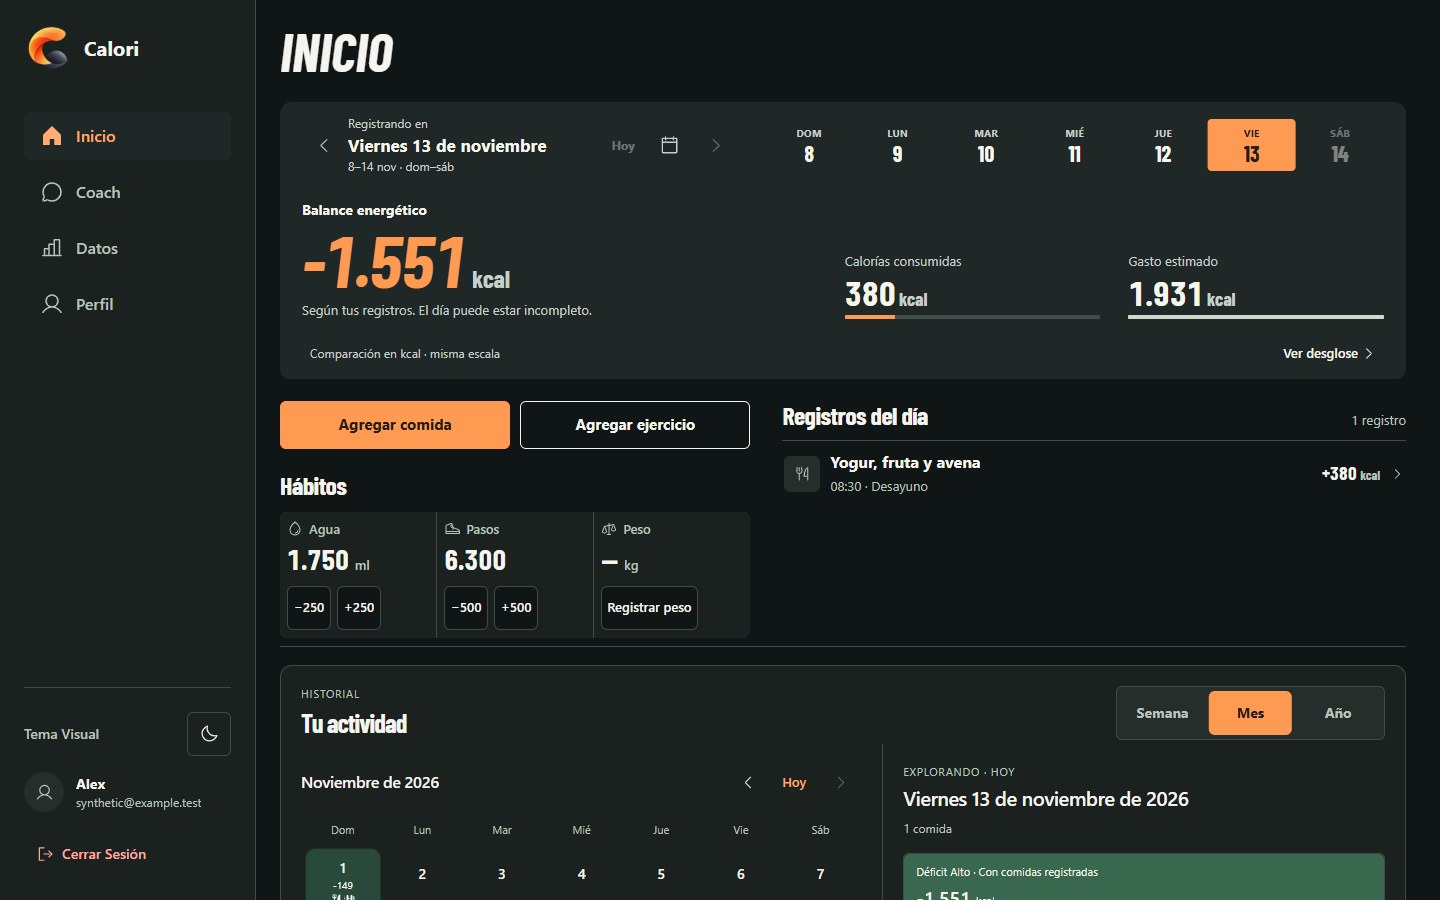 Calori
Inicio
Coach
Datos
Perfil
Tema Visual
Alex
synthetic@example.test
Cerrar Sesión
INICIO
Registrando en
Viernes 13 de noviembre
8–14 nov · dom–sáb
Hoy
DOM
8
LUN
9
MAR
10
MIÉ
11
JUE
12
VIE
13
SÁB
14
Balance energético
-1.551 kcal
Según tus registros. El día puede estar incompleto.
Calorías consumidas
380 kcal
Gasto estimado
1.931 kcal
Comparación en kcal · misma escala
Ver desglose
Agregar comida
Agregar ejercicio
Hábitos
Agua
1.750 ml
−250 +250
Pasos
6.300
−500 +500
Peso
– kg
Registrar peso
Registros del día
1 registro
Yogur, fruta y avena
08:30 · Desayuno
+380 kcal
HISTORIAL
Tu actividad
Semana Mes Año
Noviembre de 2026
Hoy
Dom Lun Mar Mié Jue Vie Sáb
1 2 3 4 5 6 7
-149
EXPLORANDO · HOY
Viernes 13 de noviembre de 2026
1 comida
Déficit Alto · Con comidas registradas
-1.551 kcal